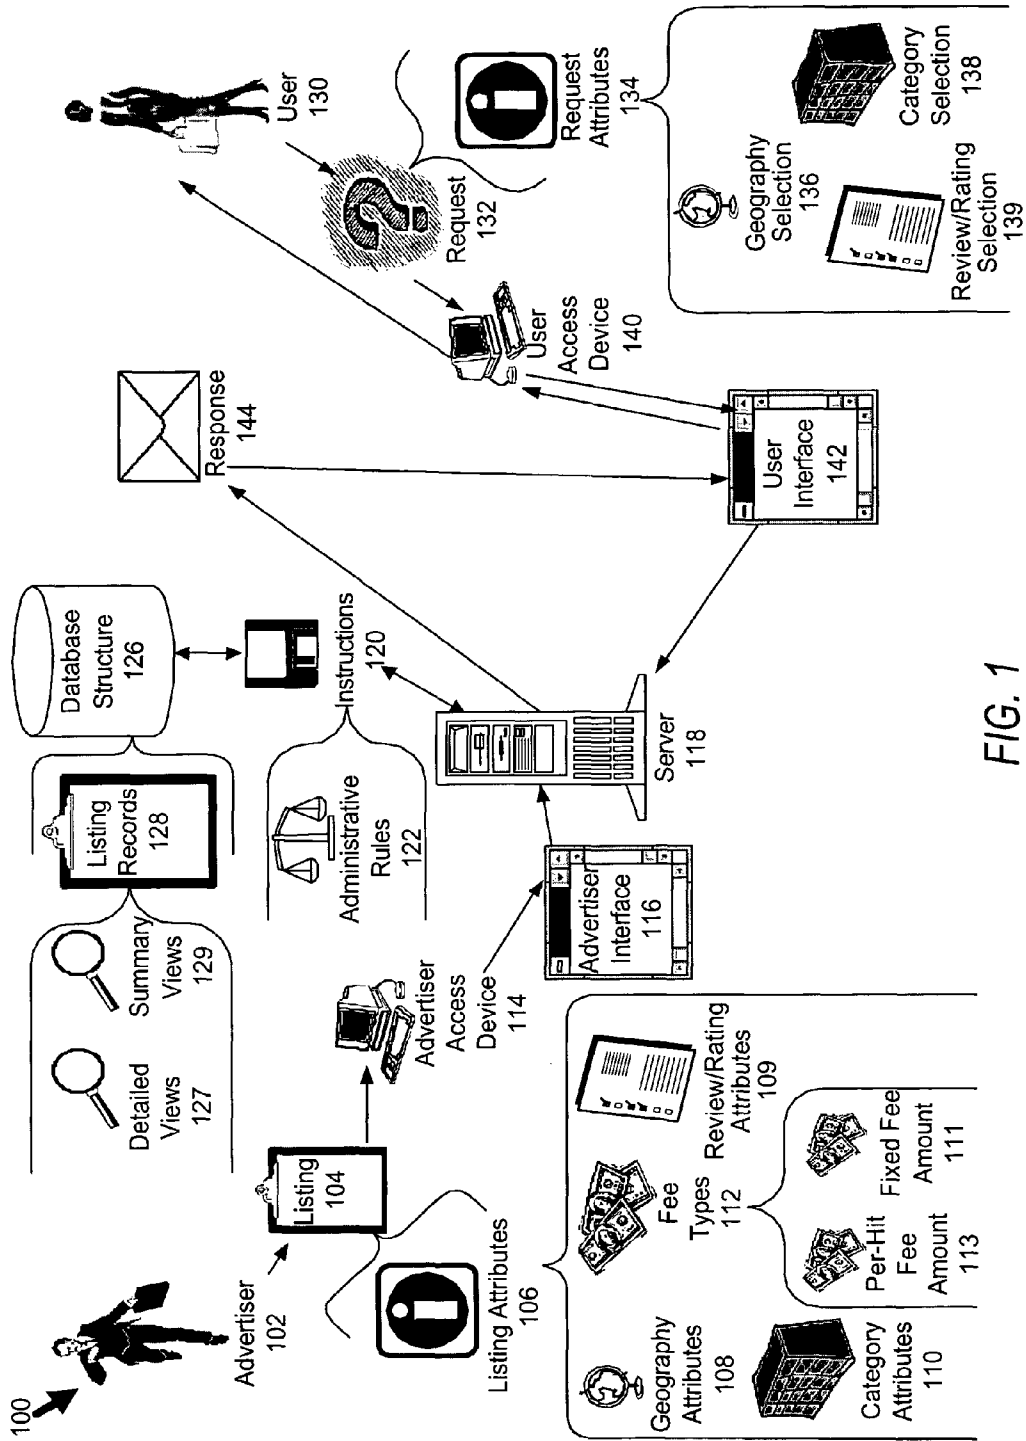 100
Advertiser
102
Listing
104
Listing Attributes
106
Geography
Attributes
108
Category
Attributes
110
Fee
Types
112
Per-Hit
Fee
Amount
113
Fixed Fee
Amount
111
Review/Rating
Attributes
109
Detailed
Views
127
Summary
Views
129
Listing
Records
128
Database
Structure
126
Administrative
Rules
122
Instructions
120
Advertiser
Access
Device
114
Advertiser
Interface
116
Server
118
Response
144
User
Interface
142
User
Access
Device
140
Request
132
User
130
Request
Attributes
134
Geography
Selection
136
Category
Selection
138
Review/Rating
Selection
139
FIG. 1